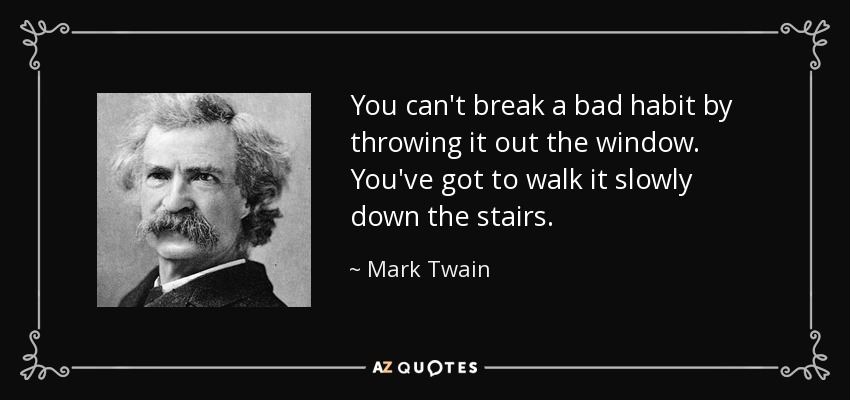 You can't break a bad habit by
throwing it out the window.
You've got to walk it slowly
down the stairs.
~ Mark Twain
AZ QUOTES